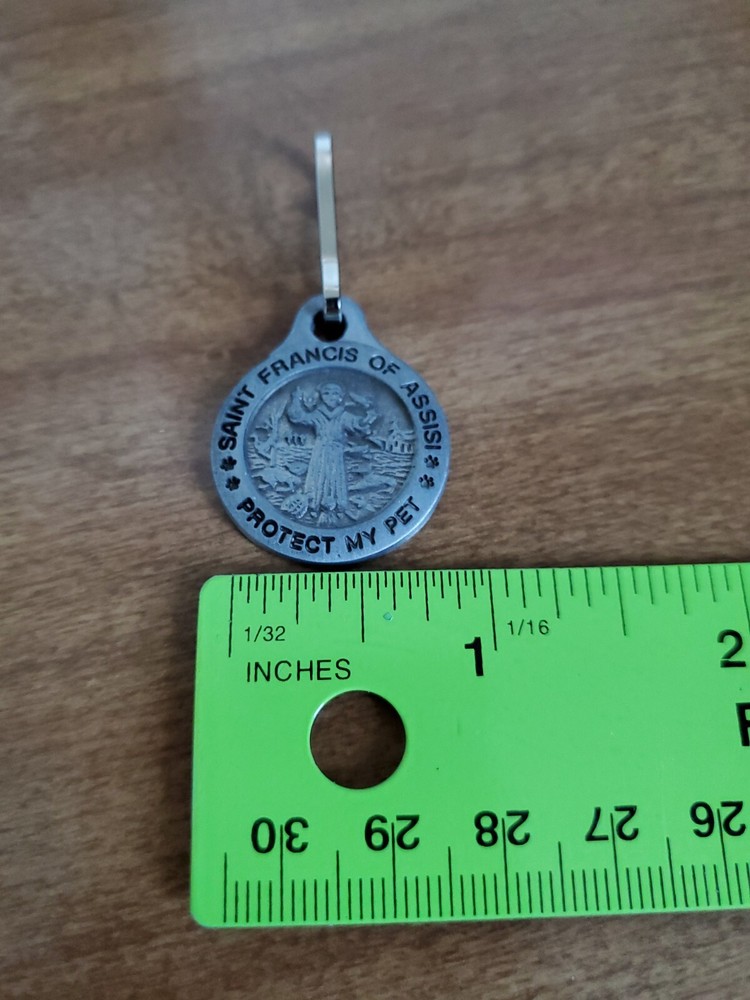 SAINT FRANCIS OF ASSISI
PROTECT MY PET
1/32
1/16
INCHES
1
2
30 29 28 27 26